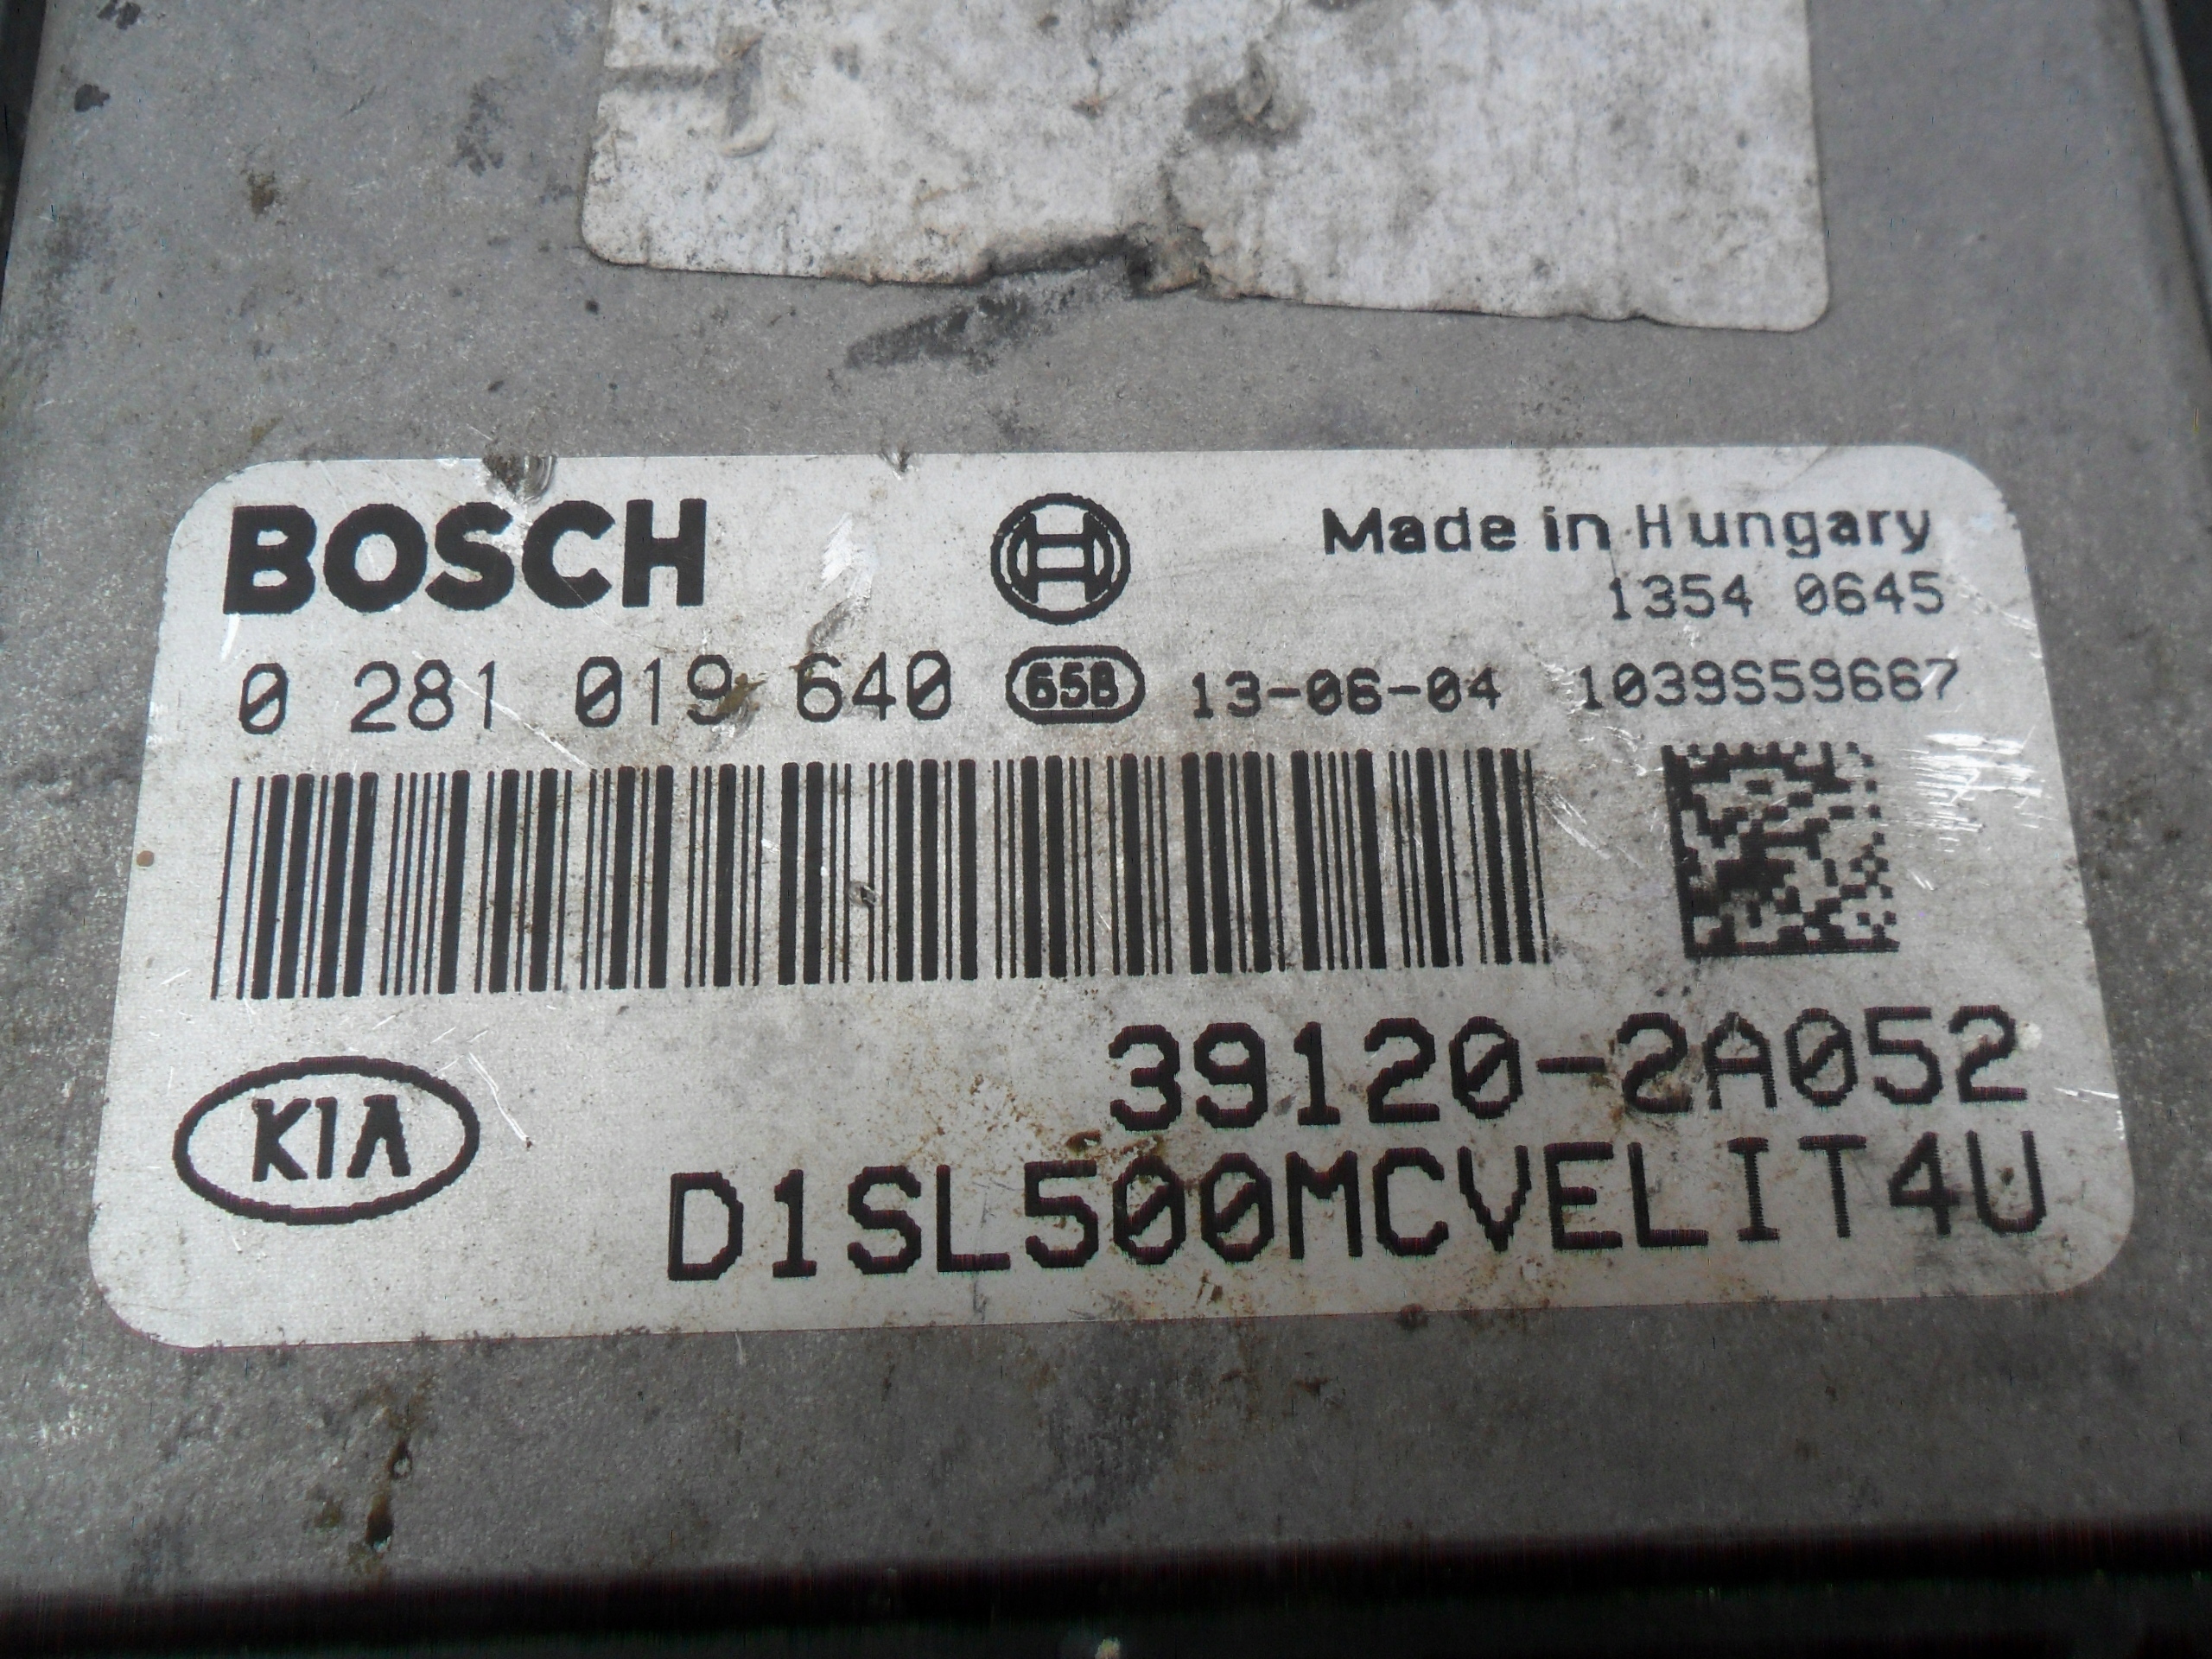 BOSCH Made in Hungary
1354 0645
0 281 019 640 65B 13-06-04 1039S59667
39120-2A052
KIA
D1SL500MCVELIT4U